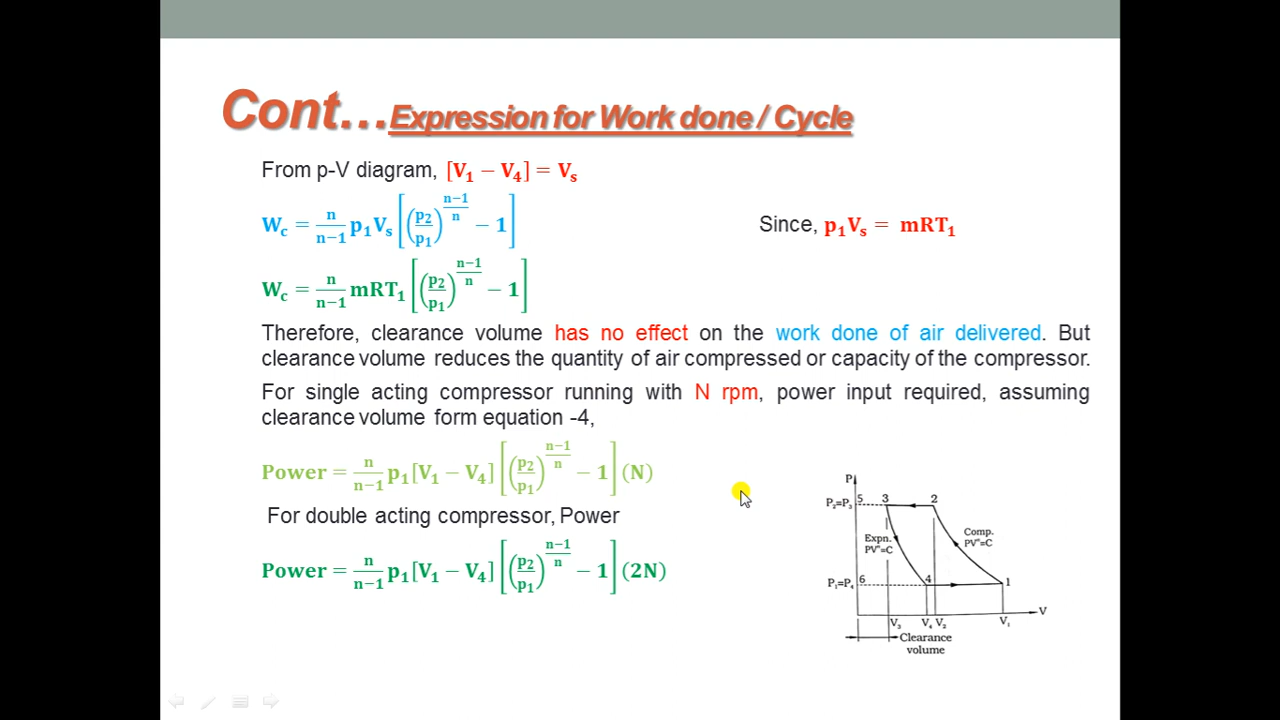 Cont…Expression for Work done / Cycle
From p-V diagram, [V₁ − V₄] = Vₛ
W_c = n/(n−1) p₁Vₛ [(p₂/p₁)^((n−1)/n) − 1]
Since, p₁Vₛ = mRT₁
W_c = n/(n−1) mRT₁ [(p₂/p₁)^((n−1)/n) − 1]
Therefore, clearance volume has no effect on the work done of air delivered. But
clearance volume reduces the quantity of air compressed or capacity of the compressor.
For single acting compressor running with N rpm, power input required, assuming
clearance volume form equation -4,
Power = n/(n−1) p₁[V₁ − V₄] [(p₂/p₁)^((n−1)/n) − 1] (N)
For double acting compressor, Power
Power = n/(n−1) p₁[V₁ − V₄] [(p₂/p₁)^((n−1)/n) − 1] (2N)
P
P₂=P₃ 5 3 2
Expn.
PVⁿ=C
Comp.
PVⁿ=C
P₁=P₄ 6 4 1
V
V₃ V₄ V₂ V₁
Clearance
volume